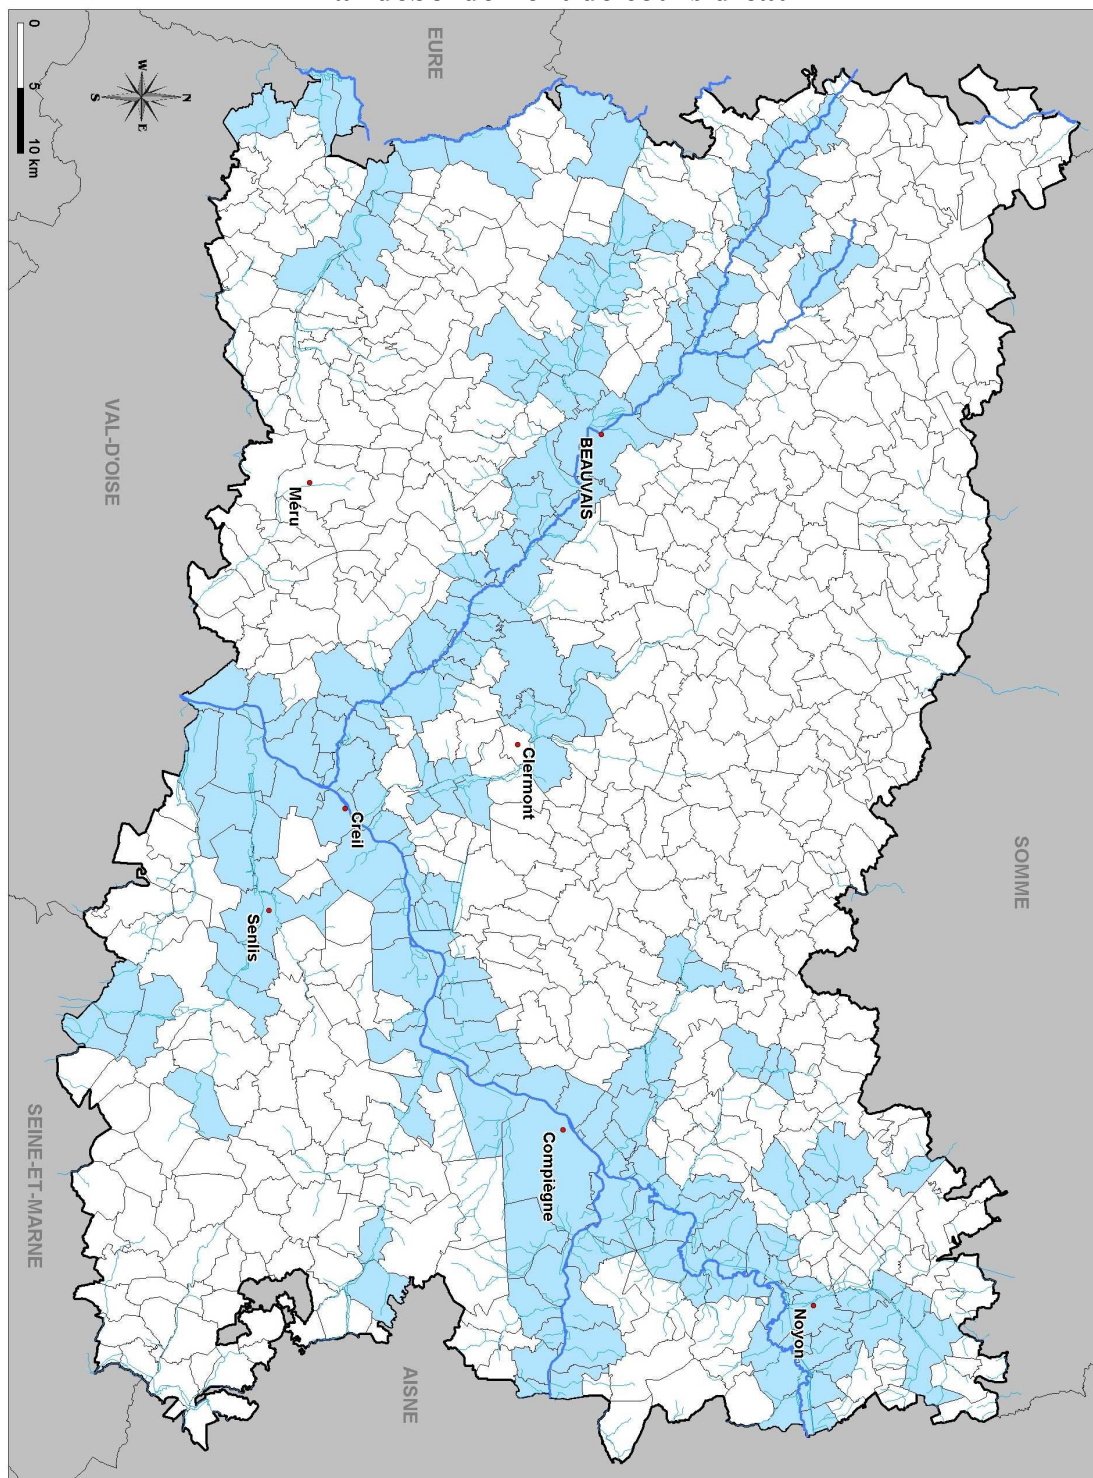 EURE
SOMME
VAL-D'OISE
SEINE-ET-MARNE
AISNE
BEAUVAIS
Méru
Clermont
Creil
Senlis
Compiègne
Noyon
N
S
W
E
0
5
10 km